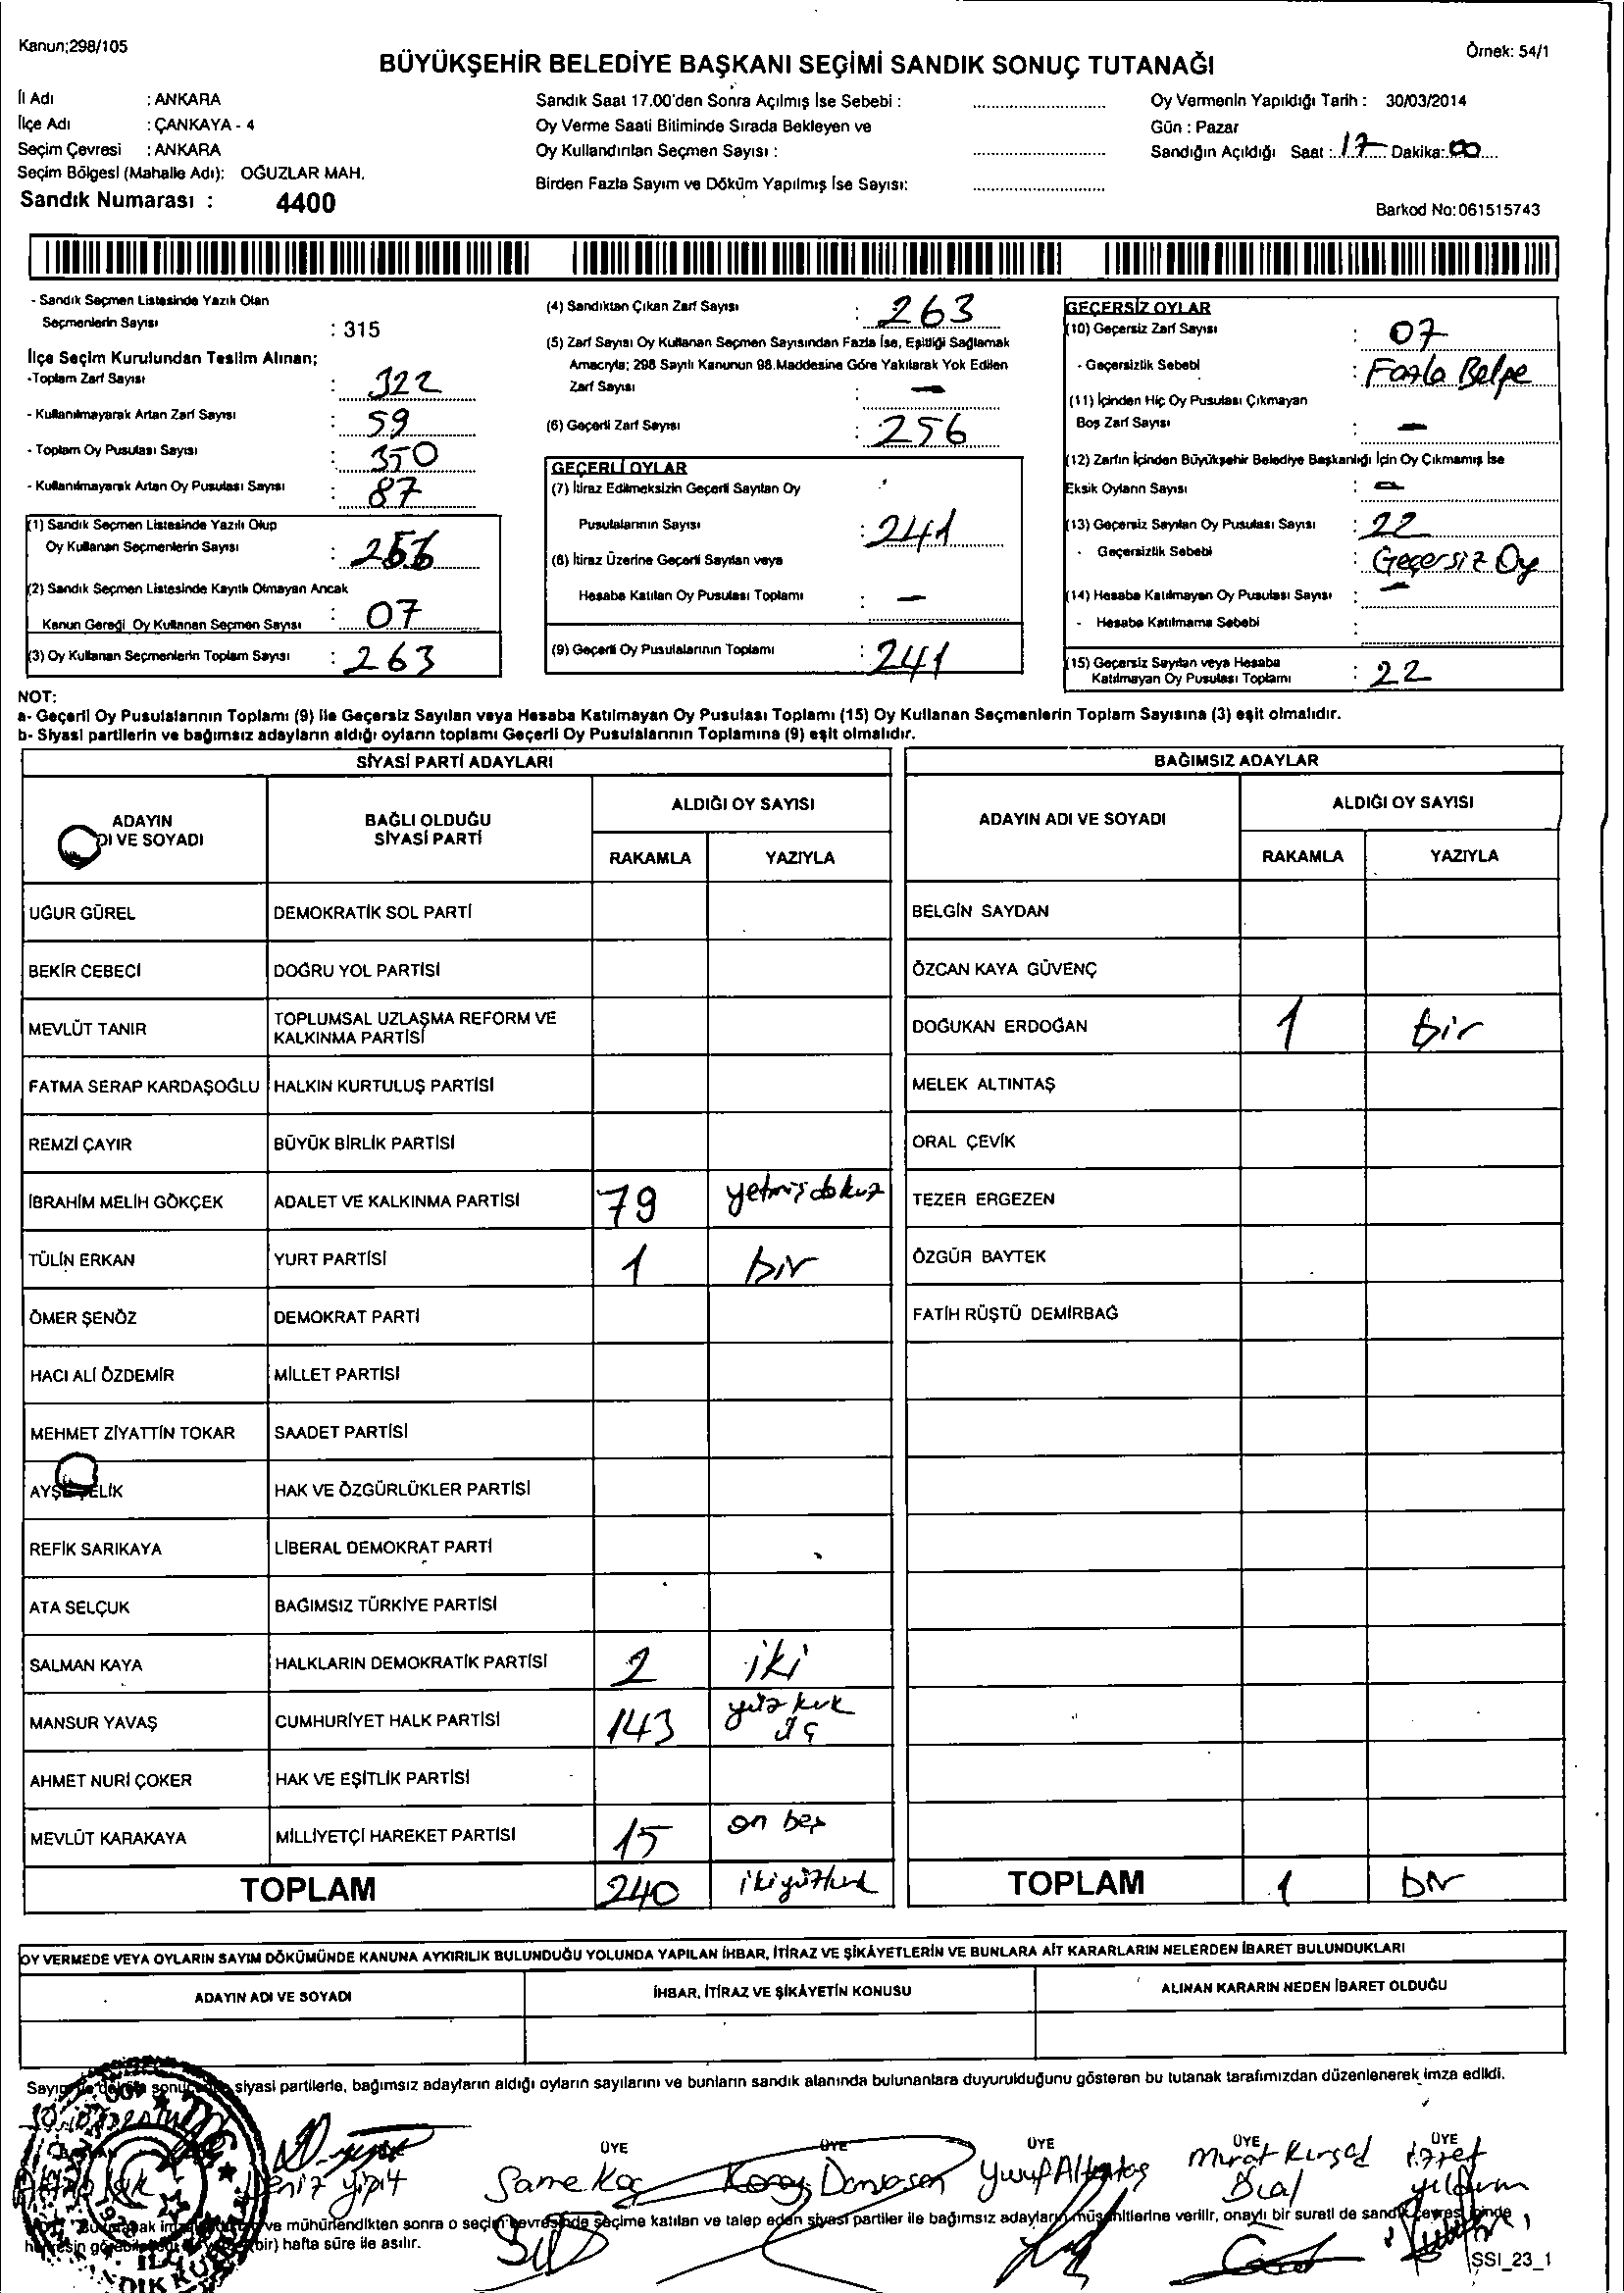 Kanun;298/105
Örnek: 54/1
BÜYÜKŞEHİR BELEDİYE BAŞKANI SEÇİMİ SANDIK SONUÇ TUTANAĞI
İl Adı : ANKARA
İlçe Adı : ÇANKAYA - 4
Seçim Çevresi : ANKARA
Seçim Bölgesi (Mahalle Adı): OĞUZLAR MAH.
Sandık Numarası : 4400
Sandık Saat 17.00'den Sonra Açılmış İse Sebebi :
Oy Verme Saati Bitiminde Sırada Bekleyen ve
Oy Kullandırılan Seçmen Sayısı :
Birden Fazla Sayım ve Döküm Yapılmış İse Sayısı:
Oy Vermenin Yapıldığı Tarih : 30/03/2014
Gün : Pazar
Sandığın Açıldığı Saat : 17 Dakika: 00
Barkod No:061515743
- Sandık Seçmen Listesinde Yazılı Olan
Seçmenlerin Sayısı : 315
İlçe Seçim Kurulundan Teslim Alınan;
-Toplam Zarf Sayısı : 322
- Kullanılmayarak Artan Zarf Sayısı : 59
- Toplam Oy Pusulası Sayısı : 350
- Kullanılmayarak Artan Oy Pusulası Sayısı : 87
(1) Sandık Seçmen Listesinde Yazılı Olup
Oy Kullanan Seçmenlerin Sayısı : 256
(2) Sandık Seçmen Listesinde Kayıtlı Olmayan Ancak
Kanun Gereği Oy Kullanan Seçmen Sayısı : 07
(3) Oy Kullanan Seçmenlerin Toplam Sayısı : 263
(4) Sandıktan Çıkan Zarf Sayısı : 263
(5) Zarf Sayısı Oy Kullanan Seçmen Sayısından Fazla İse, Eşitliği Sağlamak
Amacıyla; 298 Sayılı Kanunun 98.Maddesine Göre Yakılarak Yok Edilen
Zarf Sayısı : -
(6) Geçerli Zarf Sayısı : 256
GEÇERLİ OYLAR
(7) İtiraz Edilmeksizin Geçerli Sayılan Oy
Pusulalarının Sayısı : 241
(8) İtiraz Üzerine Geçerli Sayılan veya
Hesaba Katılan Oy Pusulası Toplamı : -
(9) Geçerli Oy Pusulalarının Toplamı : 241
GEÇERSİZ OYLAR
(10) Geçersiz Zarf Sayısı : 07
- Geçersizlik Sebebi : Fazla Belge
(11) İçinden Hiç Oy Pusulası Çıkmayan
Boş Zarf Sayısı : -
(12) Zarfın İçinden Büyükşehir Belediye Başkanlığı İçin Oy Çıkmamış İse
Eksik Oyların Sayısı : -
(13) Geçersiz Sayılan Oy Pusulası Sayısı : 22
- Geçersizlik Sebebi : Geçersiz Oy
(14) Hesaba Katılmayan Oy Pusulası Sayısı : -
- Hesaba Katılmama Sebebi :
(15) Geçersiz Sayılan veya Hesaba
Katılmayan Oy Pusulası Toplamı : 22
NOT:
a- Geçerli Oy Pusulalarının Toplamı (9) ile Geçersiz Sayılan veya Hesaba Katılmayan Oy Pusulası Toplamı (15) Oy Kullanan Seçmenlerin Toplam Sayısına (3) eşit olmalıdır.
b- Siyasi partilerin ve bağımsız adayların aldığı oyların toplamı Geçerli Oy Pusulalarının Toplamına (9) eşit olmalıdır.
SİYASİ PARTİ ADAYLARI
ADAYIN
DI VE SOYADI
BAĞLI OLDUĞU
SİYASİ PARTİ
ALDIĞI OY SAYISI
RAKAMLA YAZIYLA
UĞUR GÜREL DEMOKRATİK SOL PARTİ
BEKİR CEBECİ DOĞRU YOL PARTİSİ
MEVLÜT TANIR TOPLUMSAL UZLAŞMA REFORM VE
KALKINMA PARTİSİ
FATMA SERAP KARDAŞOĞLU HALKIN KURTULUŞ PARTİSİ
REMZİ ÇAYIR BÜYÜK BİRLİK PARTİSİ
İBRAHİM MELİH GÖKÇEK ADALET VE KALKINMA PARTİSİ 79 yetmiş dokuz
TÜLİN ERKAN YURT PARTİSİ 1 bir
ÖMER ŞENÖZ DEMOKRAT PARTİ
HACI ALİ ÖZDEMİR MİLLET PARTİSİ
MEHMET ZİYATTİN TOKAR SAADET PARTİSİ
AYŞE ÇELİK HAK VE ÖZGÜRLÜKLER PARTİSİ
REFİK SARIKAYA LİBERAL DEMOKRAT PARTİ
ATA SELÇUK BAĞIMSIZ TÜRKİYE PARTİSİ
SALMAN KAYA HALKLARIN DEMOKRATİK PARTİSİ 2 iki
MANSUR YAVAŞ CUMHURİYET HALK PARTİSİ 143 yüz kırk
üç
AHMET NURİ ÇOKER HAK VE EŞİTLİK PARTİSİ
MEVLÜT KARAKAYA MİLLİYETÇİ HAREKET PARTİSİ 15 on beş
TOPLAM 240 ikiyüzkırk
BAĞIMSIZ ADAYLAR
ADAYIN ADI VE SOYADI
ALDIĞI OY SAYISI
RAKAMLA YAZIYLA
BELGİN SAYDAN
ÖZCAN KAYA GÜVENÇ
DOĞUKAN ERDOĞAN 1 bir
MELEK ALTINTAŞ
ORAL ÇEVİK
TEZER ERGEZEN
ÖZGÜR BAYTEK
FATİH RÜŞTÜ DEMİRBAĞ
TOPLAM 1 bir
OY VERMEDE VEYA OYLARIN SAYIM DÖKÜMÜNDE KANUNA AYKIRILIK BULUNDUĞU YOLUNDA YAPILAN İHBAR, İTİRAZ VE ŞİKÂYETLERİN VE BUNLARA AİT KARARLARIN NELERDEN İBARET BULUNDUKLARI
ADAYIN ADI VE SOYADI
İHBAR, İTİRAZ VE ŞİKÂYETİN KONUSU
ALINAN KARARIN NEDEN İBARET OLDUĞU
siyasi partilerle, bağımsız adayların aldığı oyların sayılarını ve bunların sandık alanında bulunanlara duyurulduğunu gösteren bu tutanak tarafımızdan düzenlenerek imza edildi.
ÜYE ÜYE ÜYE ÜYE ÜYE
Deniz Yiğit
Same Koç
Murat Kürşad
Öcal
İzzet
Yıldırım
ve mühürlendikten sonra o seçim çevresinde seçime katılan ve talep eden siyasi partiler ile bağımsız adayların müşahitlerine verilir, onaylı bir sureti de sandık çevresinde
(bir) hafta süre ile asılır.
SSI_23_1